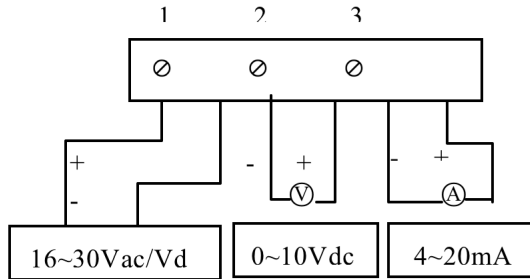 1 2 3
+ - + - +
- V A
16~30Vac/Vd 0~10Vdc 4~20mA